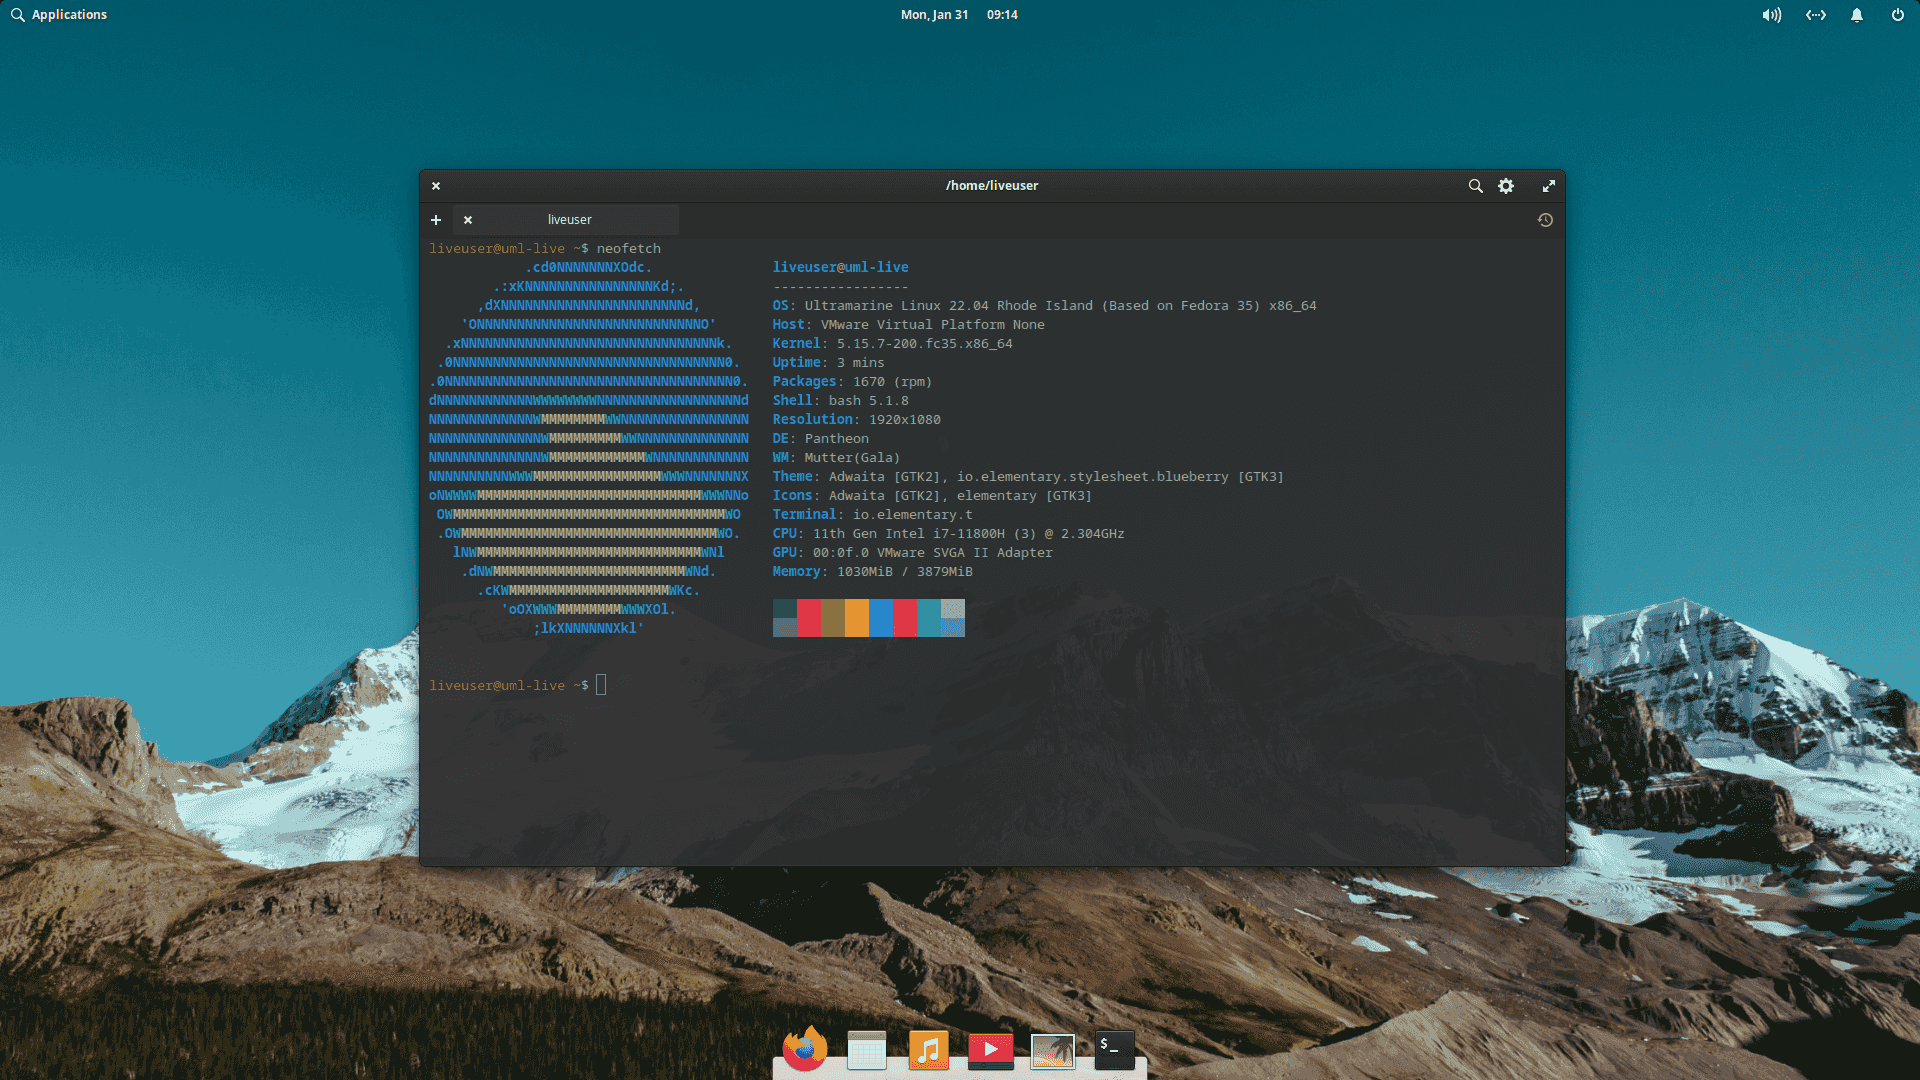 Applications
Mon, Jan 31 09:14
/home/liveuser
liveuser
liveuser@uml-live ~$ neofetch
.cd0NNNNNNNXOdc.
liveuser@uml-live
-----------------
OS: Ultramarine Linux 22.04 Rhode Island (Based on Fedora 35) x86_64
Host: VMware Virtual Platform None
Kernel: 5.15.7-200.fc35.x86_64
Uptime: 3 mins
Packages: 1670 (rpm)
Shell: bash 5.1.8
Resolution: 1920x1080
DE: Pantheon
WM: Mutter(Gala)
Theme: Adwaita [GTK2], io.elementary.stylesheet.blueberry [GTK3]
Icons: Adwaita [GTK2], elementary [GTK3]
Terminal: io.elementary.t
CPU: 11th Gen Intel i7-11800H (3) @ 2.304GHz
GPU: 00:0f.0 VMware SVGA II Adapter
Memory: 1030MiB / 3879MiB
;lkXNNNNNNXkl'
liveuser@uml-live ~$
$_